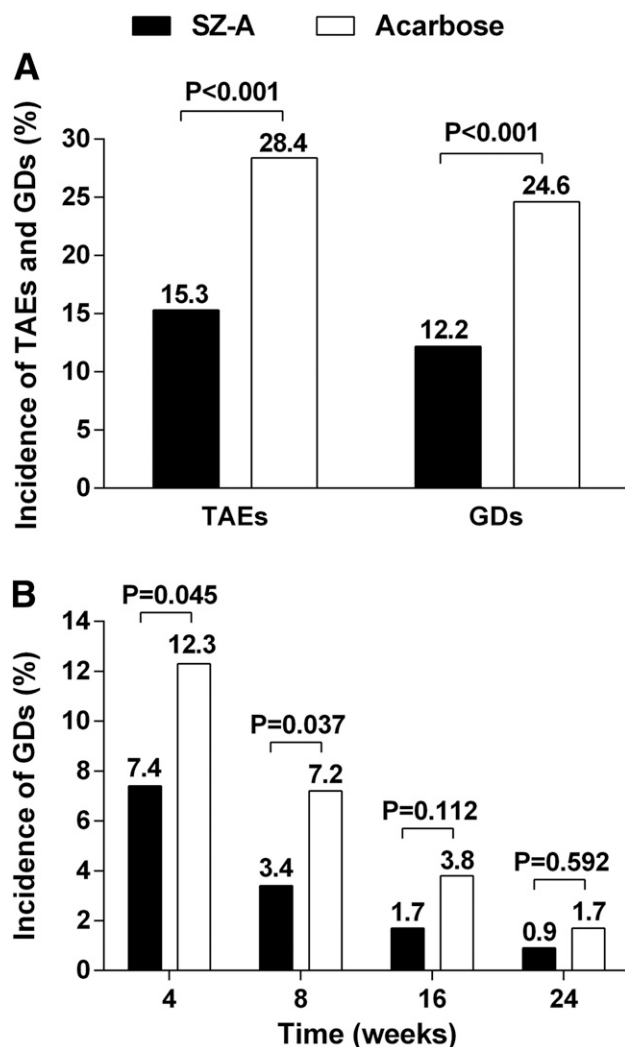 SZ-A Acarbose
A
P<0.001
P<0.001
Incidence of TAEs and GDs (%)
30
25
20
15
10
5
0
15.3
28.4
12.2
24.6
TAEs GDs
B
P=0.045
P=0.037
P=0.112
P=0.592
Incidence of GDs (%)
14
12
10
8
6
4
2
0
7.4
12.3
3.4
7.2
1.7
3.8
0.9
1.7
4 8 16 24
Time (weeks)